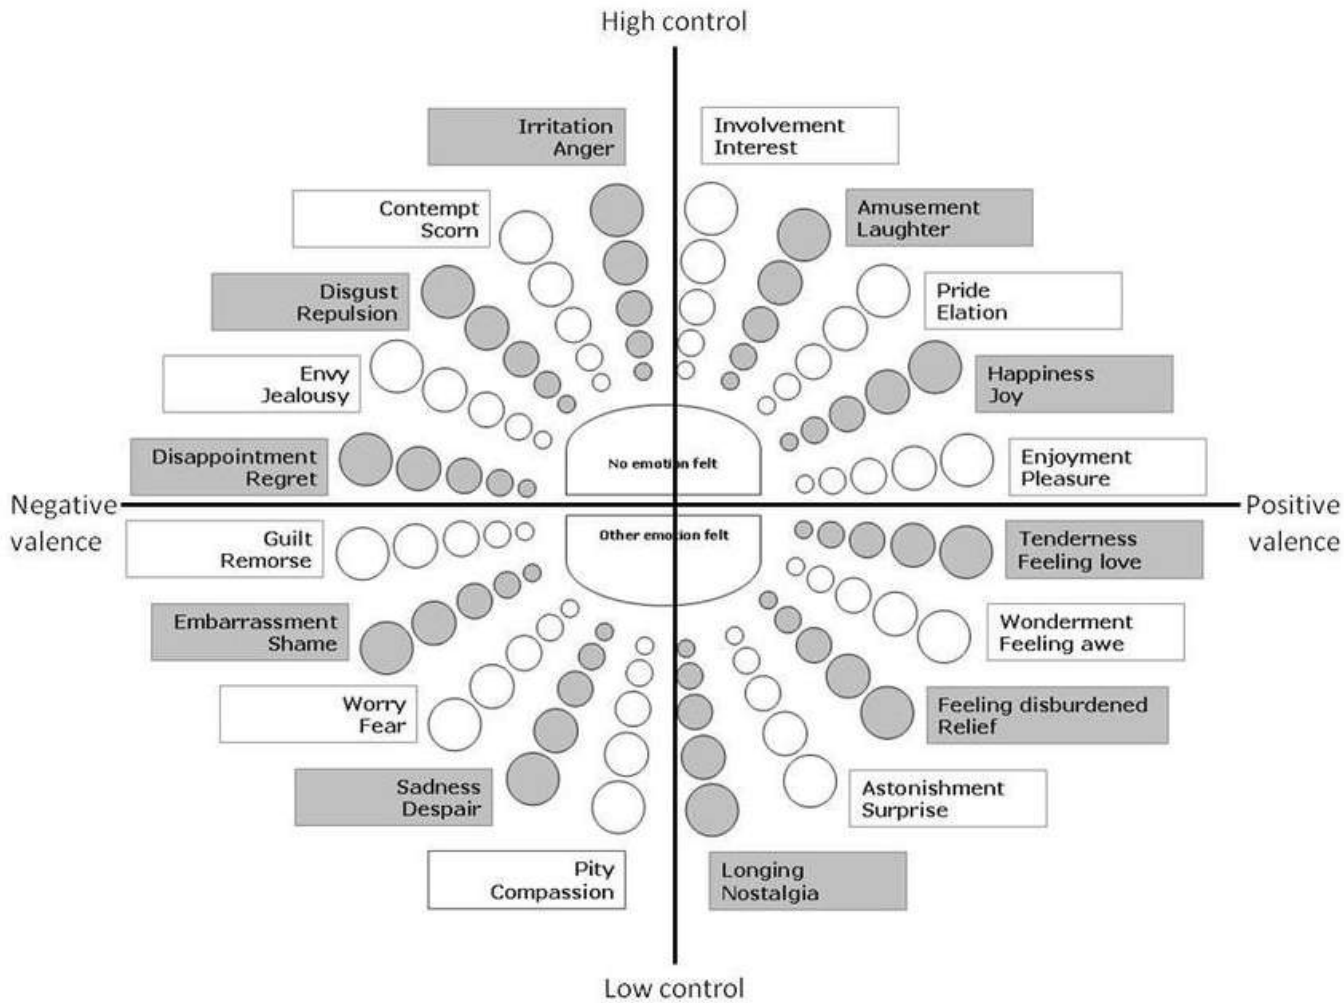 High control
Irritation
Anger
Involvement
Interest
Contempt
Scorn
Amusement
Laughter
Disgust
Repulsion
Pride
Elation
Envy
Jealousy
Happiness
Joy
Disappointment
Regret
No emotion felt
Enjoyment
Pleasure
Negative
valence
Positive
valence
Guilt
Remorse
Other emotion felt
Tenderness
Feeling love
Embarrassment
Shame
Wonderment
Feeling awe
Worry
Fear
Feeling disburdened
Relief
Sadness
Despair
Astonishment
Surprise
Pity
Compassion
Longing
Nostalgia
Low control